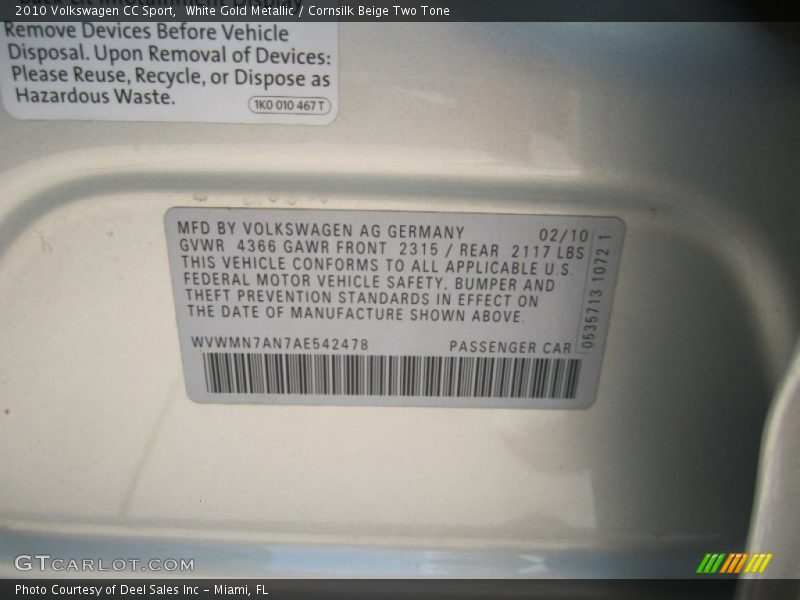 2010 Volkswagen CC Sport,  White Gold Metallic / Cornsilk Beige Two Tone
Remove Devices Before Vehicle
Disposal. Upon Removal of Devices:
Please Reuse, Recycle, or Dispose as
Hazardous Waste.
1K0 010 467 T
MFD BY VOLKSWAGEN AG GERMANY 02/10
GVWR 4366 GAWR FRONT 2315 / REAR 2117 LBS
THIS VEHICLE CONFORMS TO ALL APPLICABLE U.S.
FEDERAL MOTOR VEHICLE SAFETY, BUMPER AND
THEFT PREVENTION STANDARDS IN EFFECT ON
THE DATE OF MANUFACTURE SHOWN ABOVE.
WVWMN7AN7AE542478 PASSENGER CAR
0535713 1072 1
GTCARLOT.COM
Photo Courtesy of Deel Sales Inc - Miami, FL